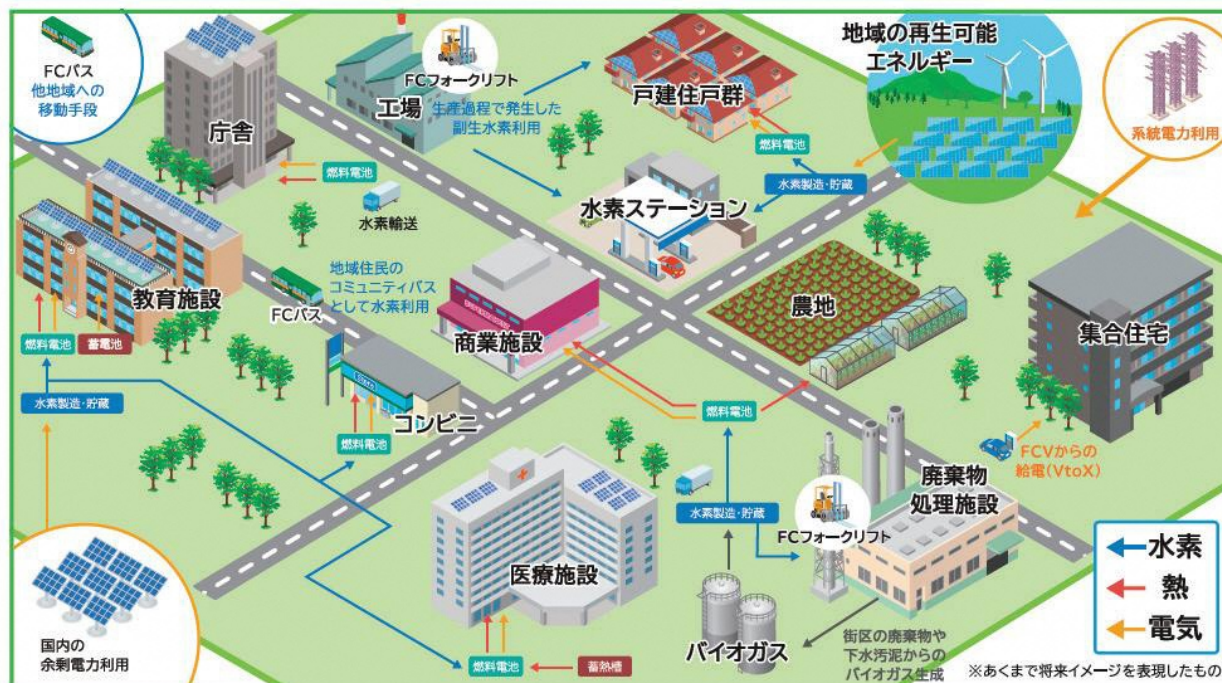 FCバス
他地域への
移動手段
庁舎
工場
FCフォークリフト
生産過程で発生した
副生水素利用
戸建住戸群
地域の再生可能
エネルギー
系統電力利用
燃料電池
燃料電池
水素製造・貯蔵
水素輸送
水素ステーション
教育施設
FCバス
地域住民の
コミュニティバス
として水素利用
商業施設
農地
集合住宅
燃料電池
蓄電池
水素製造・貯蔵
コンビニ
燃料電池
燃料電池
FCVからの
給電(VtoX)
廃棄物
処理施設
水素製造・貯蔵
FCフォークリフト
医療施設
国内の
余剰電力利用
燃料電池
蓄熱槽
バイオガス
街区の廃棄物や
下水汚泥からの
バイオガス生成
水素
熱
電気
※あくまで将来イメージを表現したもの